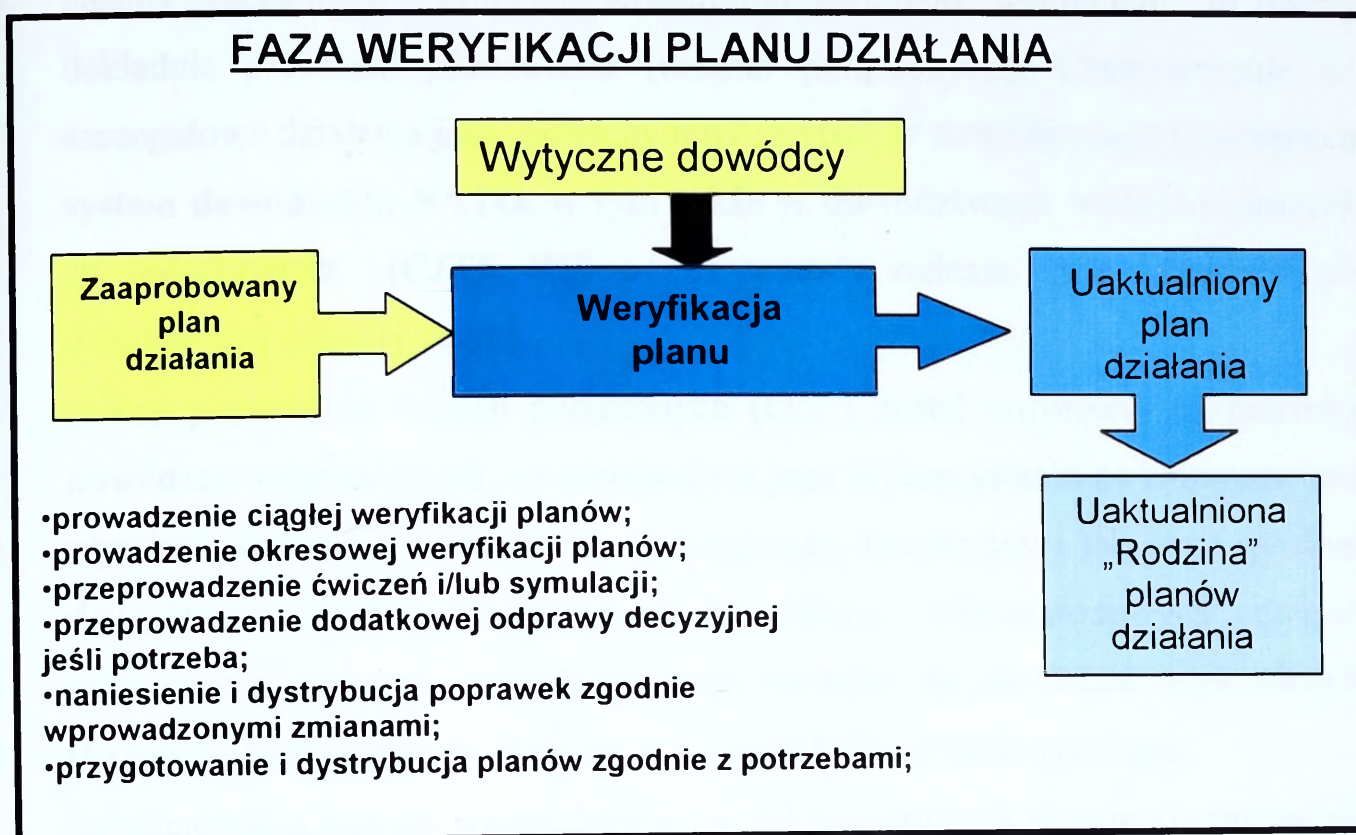 FAZA WERYFIKACJI PLANU DZIAŁANIA
Wytyczne dowódcy
Zaaprobowany
plan
działania
Weryfikacja
planu
Uaktualniony
plan
działania
Uaktualniona
„Rodzina”
planów
działania
•prowadzenie ciągłej weryfikacji planów;
•prowadzenie okresowej weryfikacji planów;
•przeprowadzenie ćwiczeń i/lub symulacji;
•przeprowadzenie dodatkowej odprawy decyzyjnej
jeśli potrzeba;
•naniesienie i dystrybucja poprawek zgodnie
wprowadzonymi zmianami;
•przygotowanie i dystrybucja planów zgodnie z potrzebami;